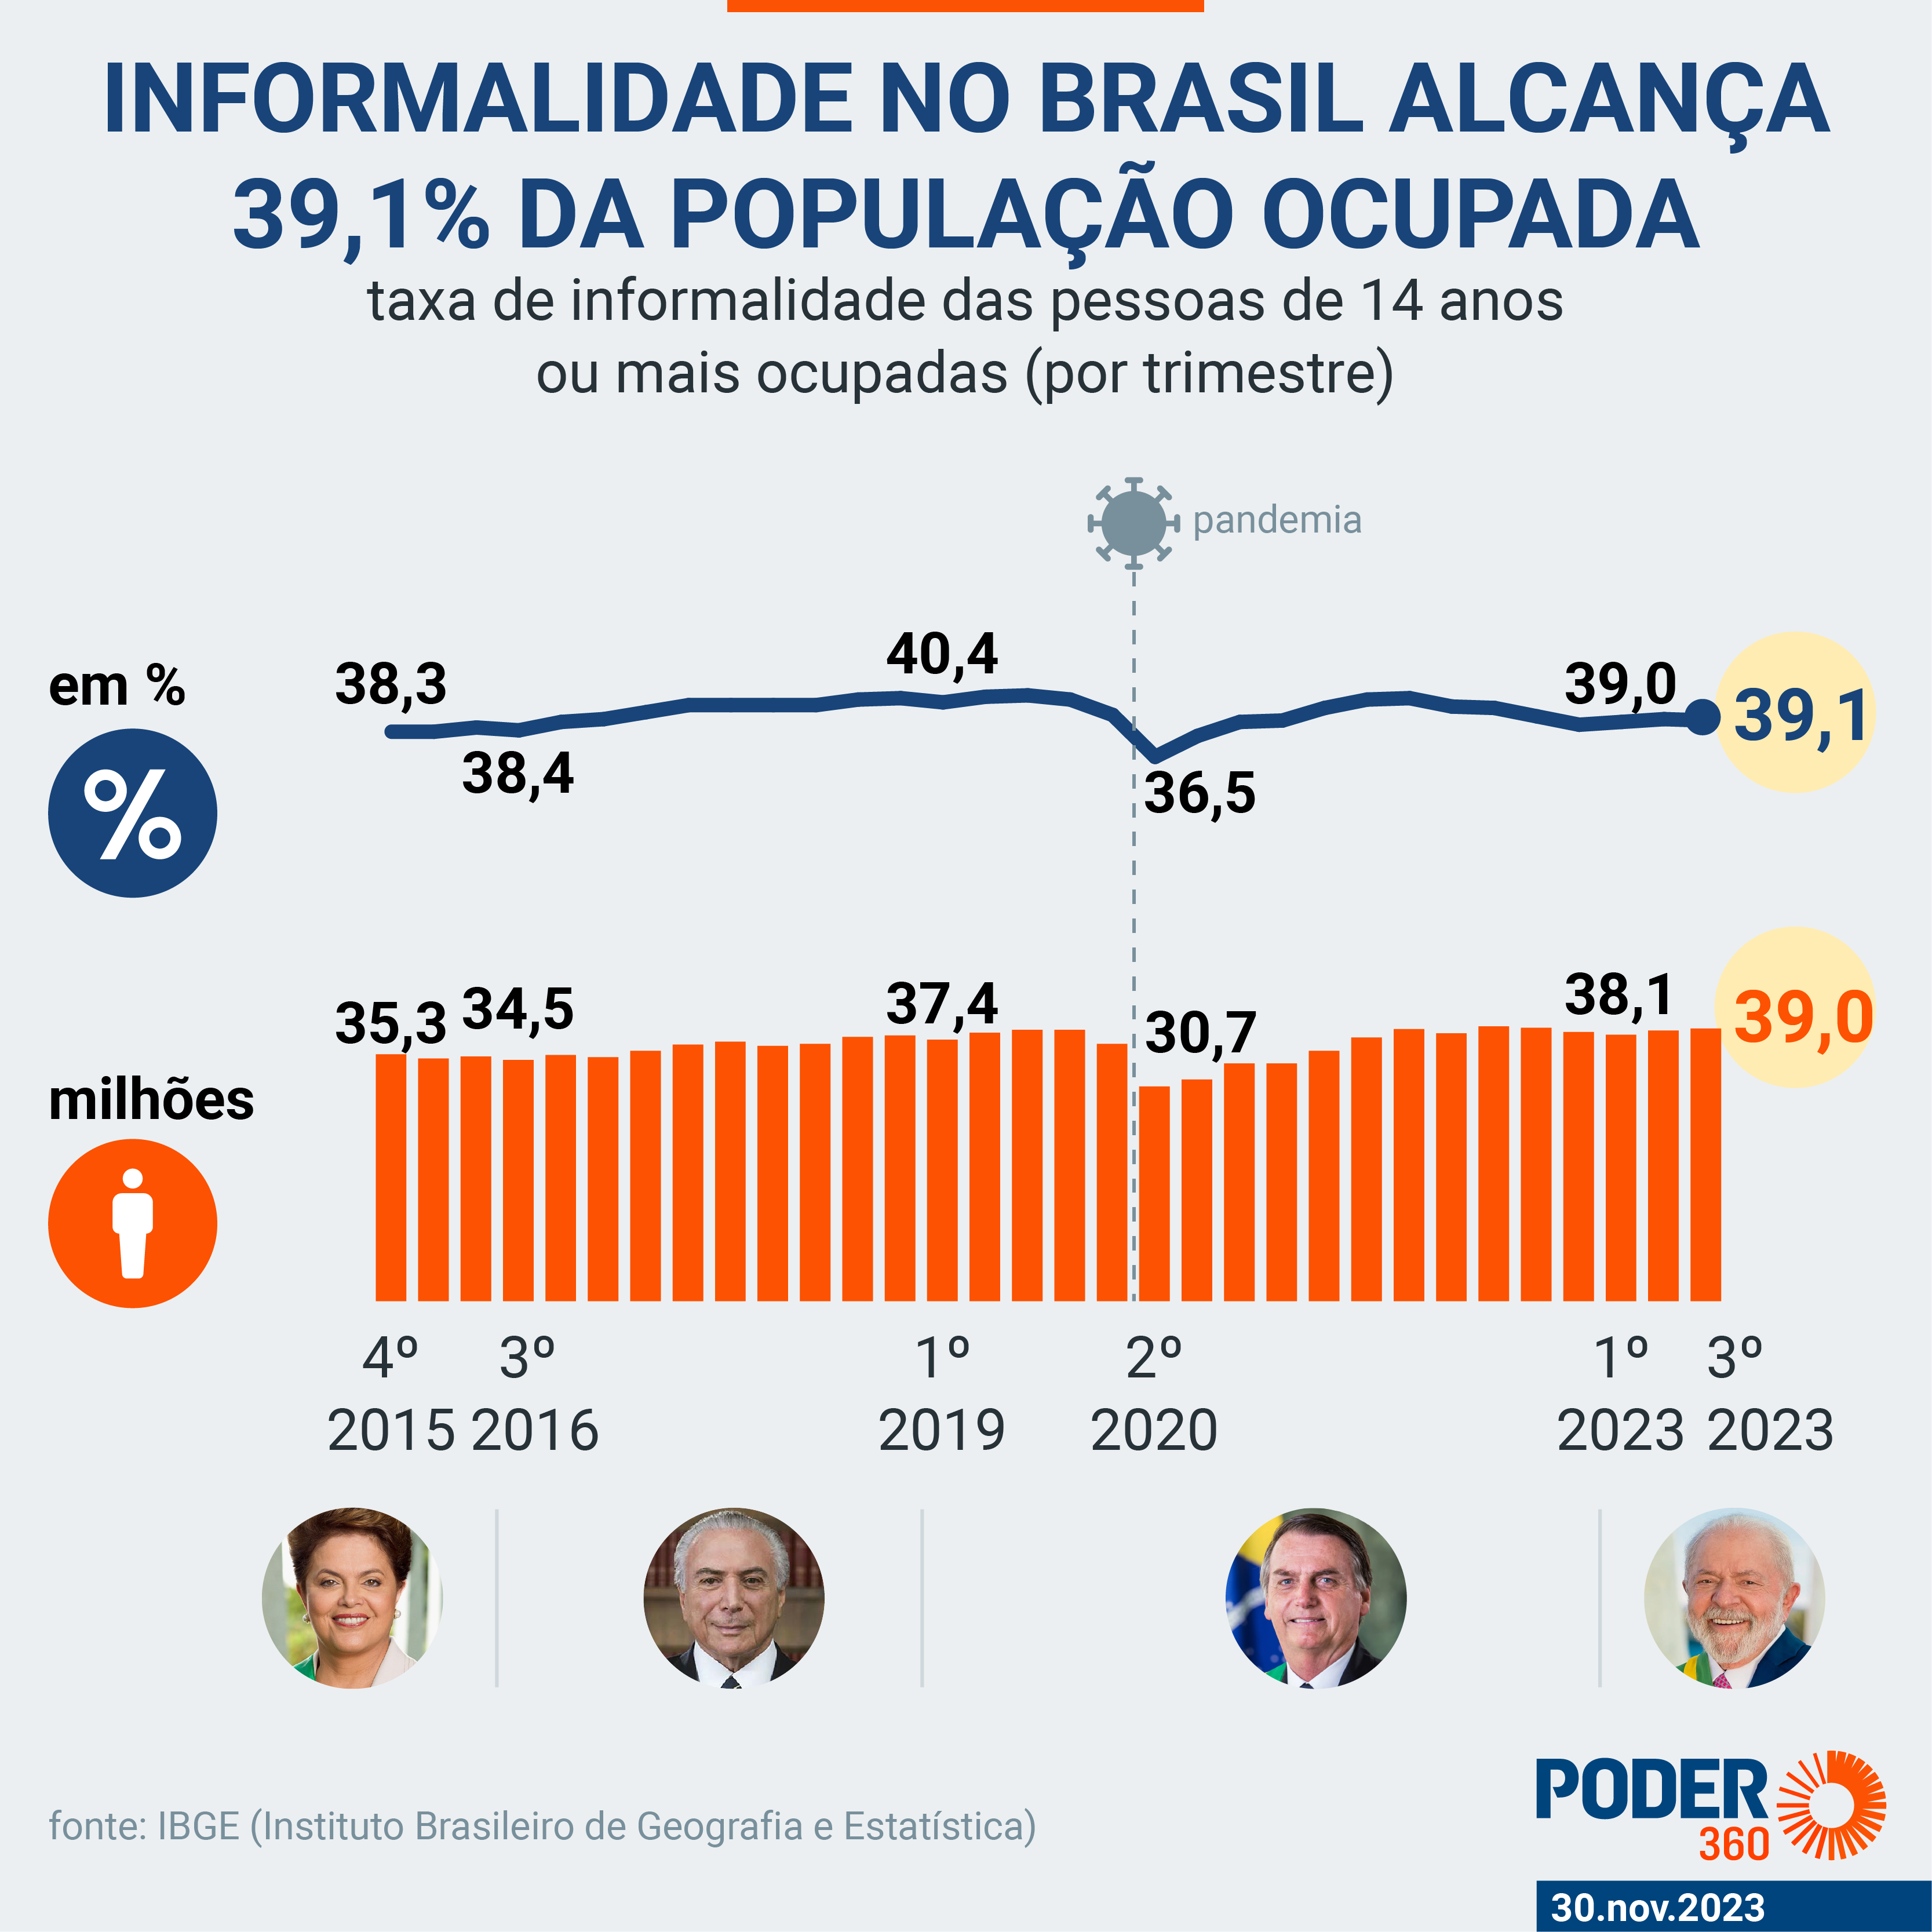 INFORMALIDADE NO BRASIL ALCANÇA
39,1% DA POPULAÇÃO OCUPADA
taxa de informalidade das pessoas de 14 anos
ou mais ocupadas (por trimestre)
pandemia
em %
%
38,3
38,4
40,4
36,5
39,0
39,1
milhões
35,3
34,5
37,4
30,7
38,1
39,0
4º 3º 1º 2º 1º 3º
2015 2016 2019 2020 2023 2023
fonte: IBGE (Instituto Brasileiro de Geografia e Estatística)
PODER
360
30.nov.2023